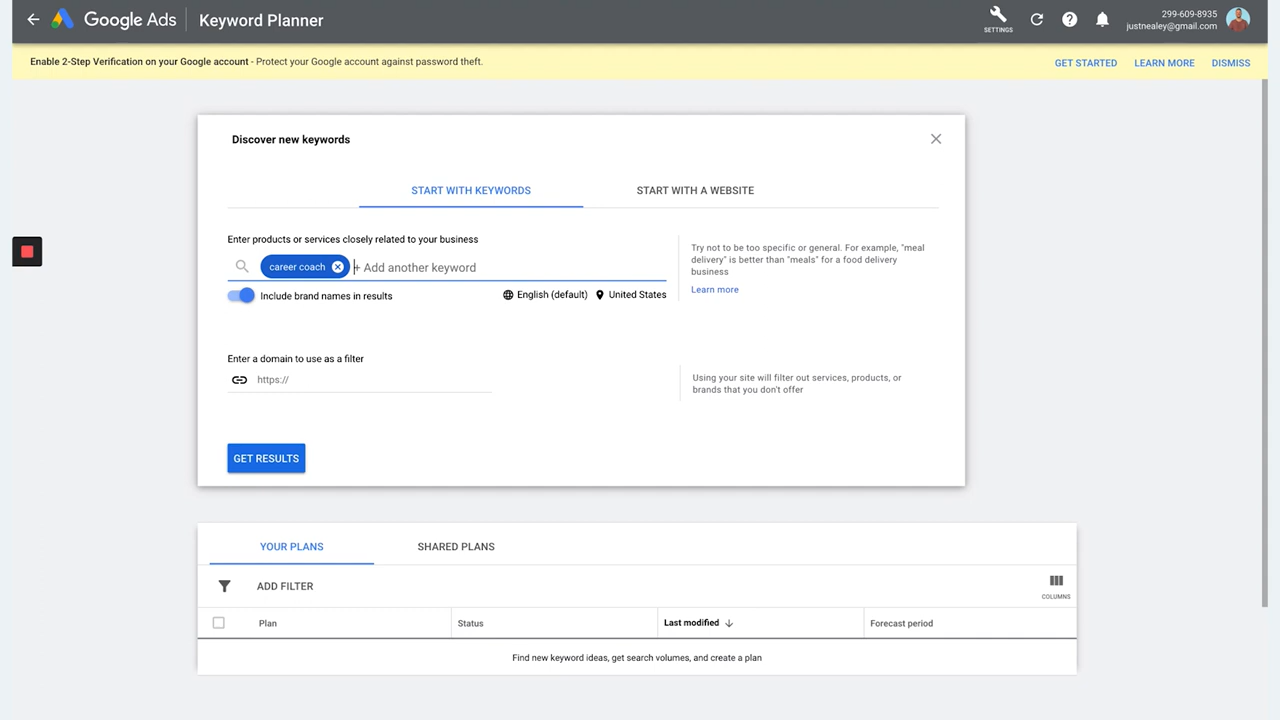 Google Ads
Keyword Planner
SETTINGS
299-609-8935
justnealey@gmail.com
Enable 2-Step Verification on your Google account - Protect your Google account against password theft.
GET STARTED
LEARN MORE
DISMISS
Discover new keywords
START WITH KEYWORDS
START WITH A WEBSITE
Enter products or services closely related to your business
career coach
+ Add another keyword
Include brand names in results
English (default)
United States
Try not to be too specific or general. For example, "meal
delivery" is better than "meals" for a food delivery
business
Learn more
Enter a domain to use as a filter
https://
Using your site will filter out services, products, or
brands that you don't offer
GET RESULTS
YOUR PLANS
SHARED PLANS
ADD FILTER
COLUMNS
Plan
Status
Last modified
Forecast period
Find new keyword ideas, get search volumes, and create a plan